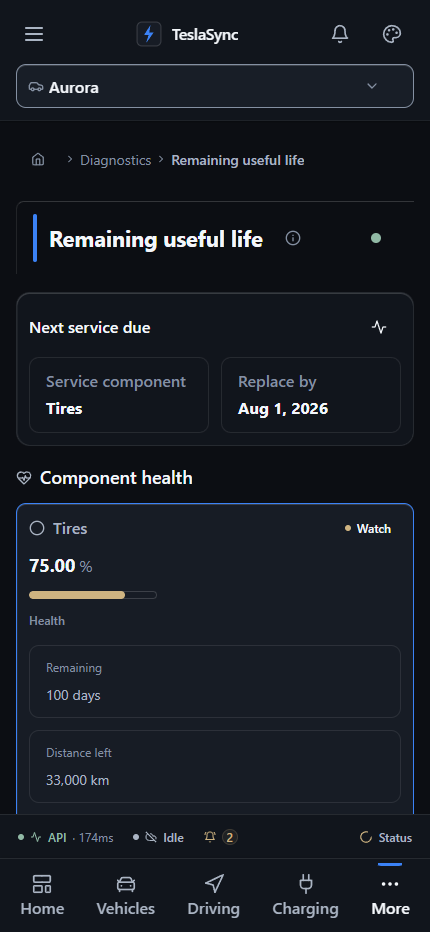 TeslaSync
Aurora
Diagnostics
Remaining useful life
Remaining useful life
Next service due
Service component
Tires
Replace by
Aug 1, 2026
Component health
Tires
Watch
75.00 %
Health
Remaining
100 days
Distance left
33,000 km
API · 174ms
Idle
2
Status
Home
Vehicles
Driving
Charging
More